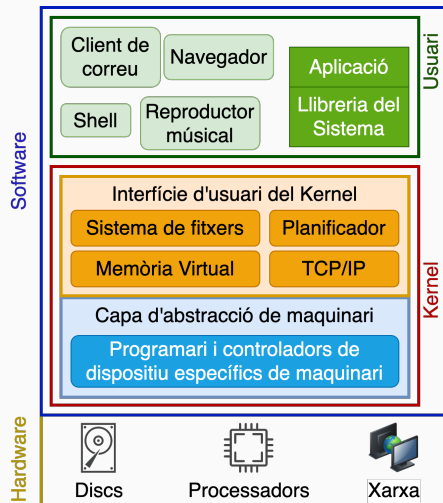 Client de
correu
Navegador
Shell
Reproductor
músical
Aplicació
Llibreria del
Sistema
Usuari
Software
Interfície d'usuari del Kernel
Sistema de fitxers
Planificador
Memòria Virtual
TCP/IP
Capa d'abstracció de maquinari
Programari i controladors de
dispositiu específics de maquinari
Kernel
Hardware
Discs
Processadors
Xarxa